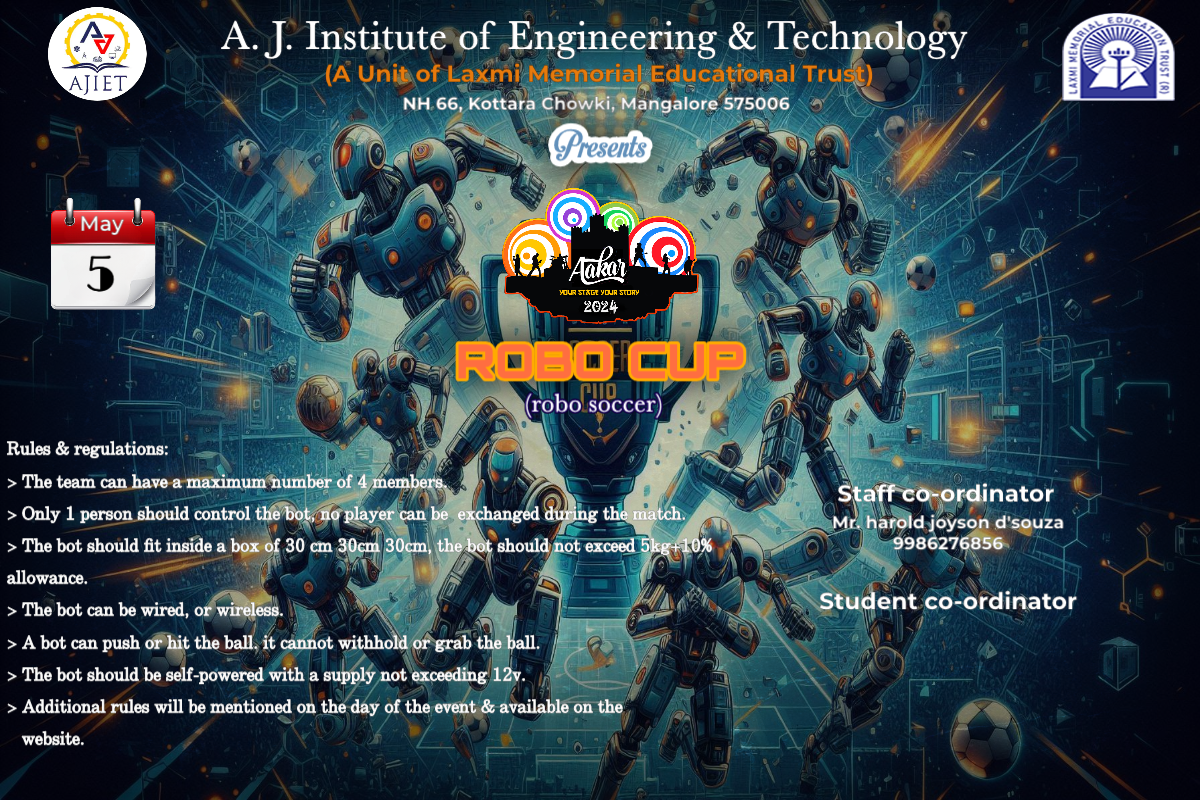 A. J. Institute of Engineering & Technology
(A Unit of Laxmi Memorial Educational Trust)
NH 66, Kottara Chowki, Mangalore 575006
AJIET
LAXMI MEMORIAL EDUCATION TRUST (R)
Presents
May
5
Aakar
YOUR STAGE YOUR STORY
2024
ROBO CUP
CUP
(robo soccer)
Rules & regulations:
> The team can have a maximum number of 4 members.
> Only 1 person should control the bot, no player can be exchanged during the match.
> The bot should fit inside a box of 30 cm 30cm 30cm, the bot should not exceed 5kg+10%
allowance.
> The bot can be wired, or wireless.
> A bot can push or hit the ball, it cannot withhold or grab the ball.
> The bot should be self-powered with a supply not exceeding 12v.
> Additional rules will be mentioned on the day of the event & available on the
website.
Staff co-ordinator
Mr. harold joyson d'souza
9986276856
Student co-ordinator